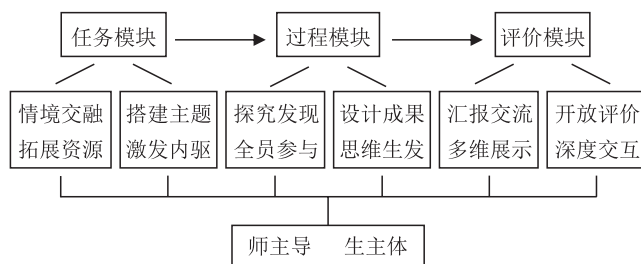 任务模块 过程模块 评价模块
情境交融 搭建主题 探究发现 设计成果 汇报交流 开放评价
拓展资源 激发内驱 全员参与 思维生发 多维展示 深度交互
师主导 生主体